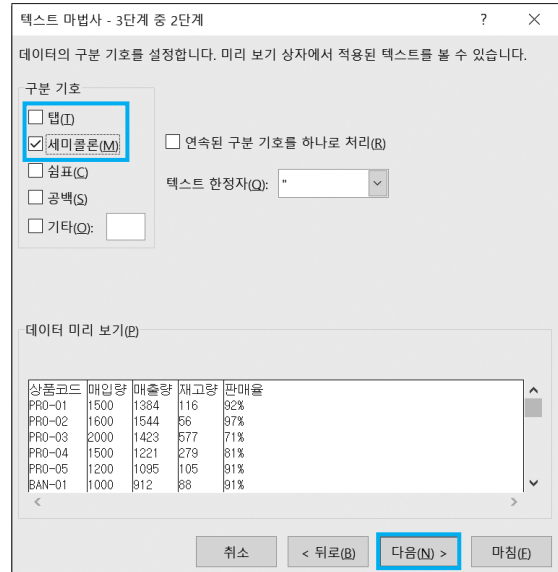 텍스트 마법사 - 3단계 중 2단계 ? ×
데이터의 구분 기호를 설정합니다. 미리 보기 상자에서 적용된 텍스트를 볼 수 있습니다.
구분 기호
탭(T)
세미콜론(M)
쉼표(C)
공백(S)
기타(O):
연속된 구분 기호를 하나로 처리(R)
텍스트 한정자(Q): "
데이터 미리 보기(P)
상품코드 매입량 매출량 재고량 판매율
PRO-01 1500 1384 116 92%
PRO-02 1600 1544 56 97%
PRO-03 2000 1423 577 71%
PRO-04 1500 1221 279 81%
PRO-05 1200 1095 105 91%
BAN-01 1000 912 88 91%
취소 < 뒤로(B) 다음(N) > 마침(F)